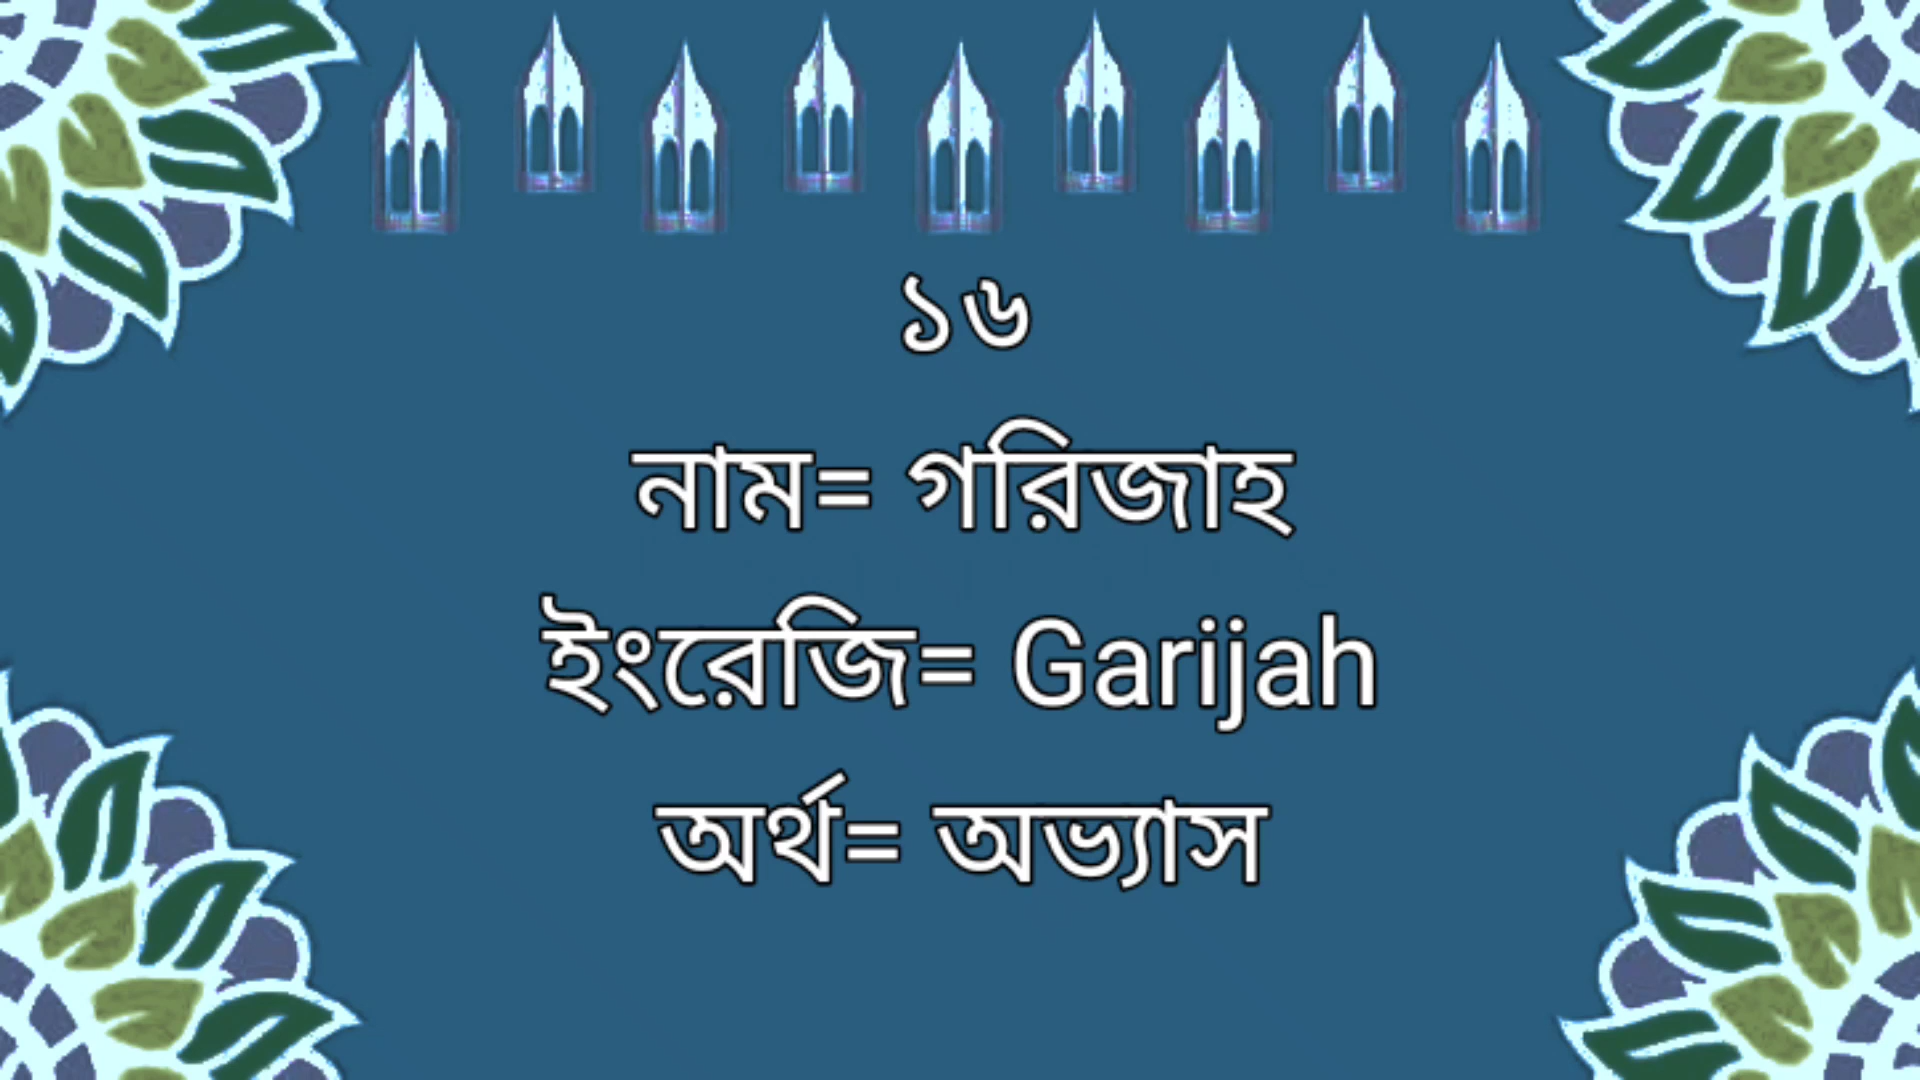 ১৬
নাম= গরিজাহ
ইংরেজি= Garijah
অর্থ= অভ্যাস